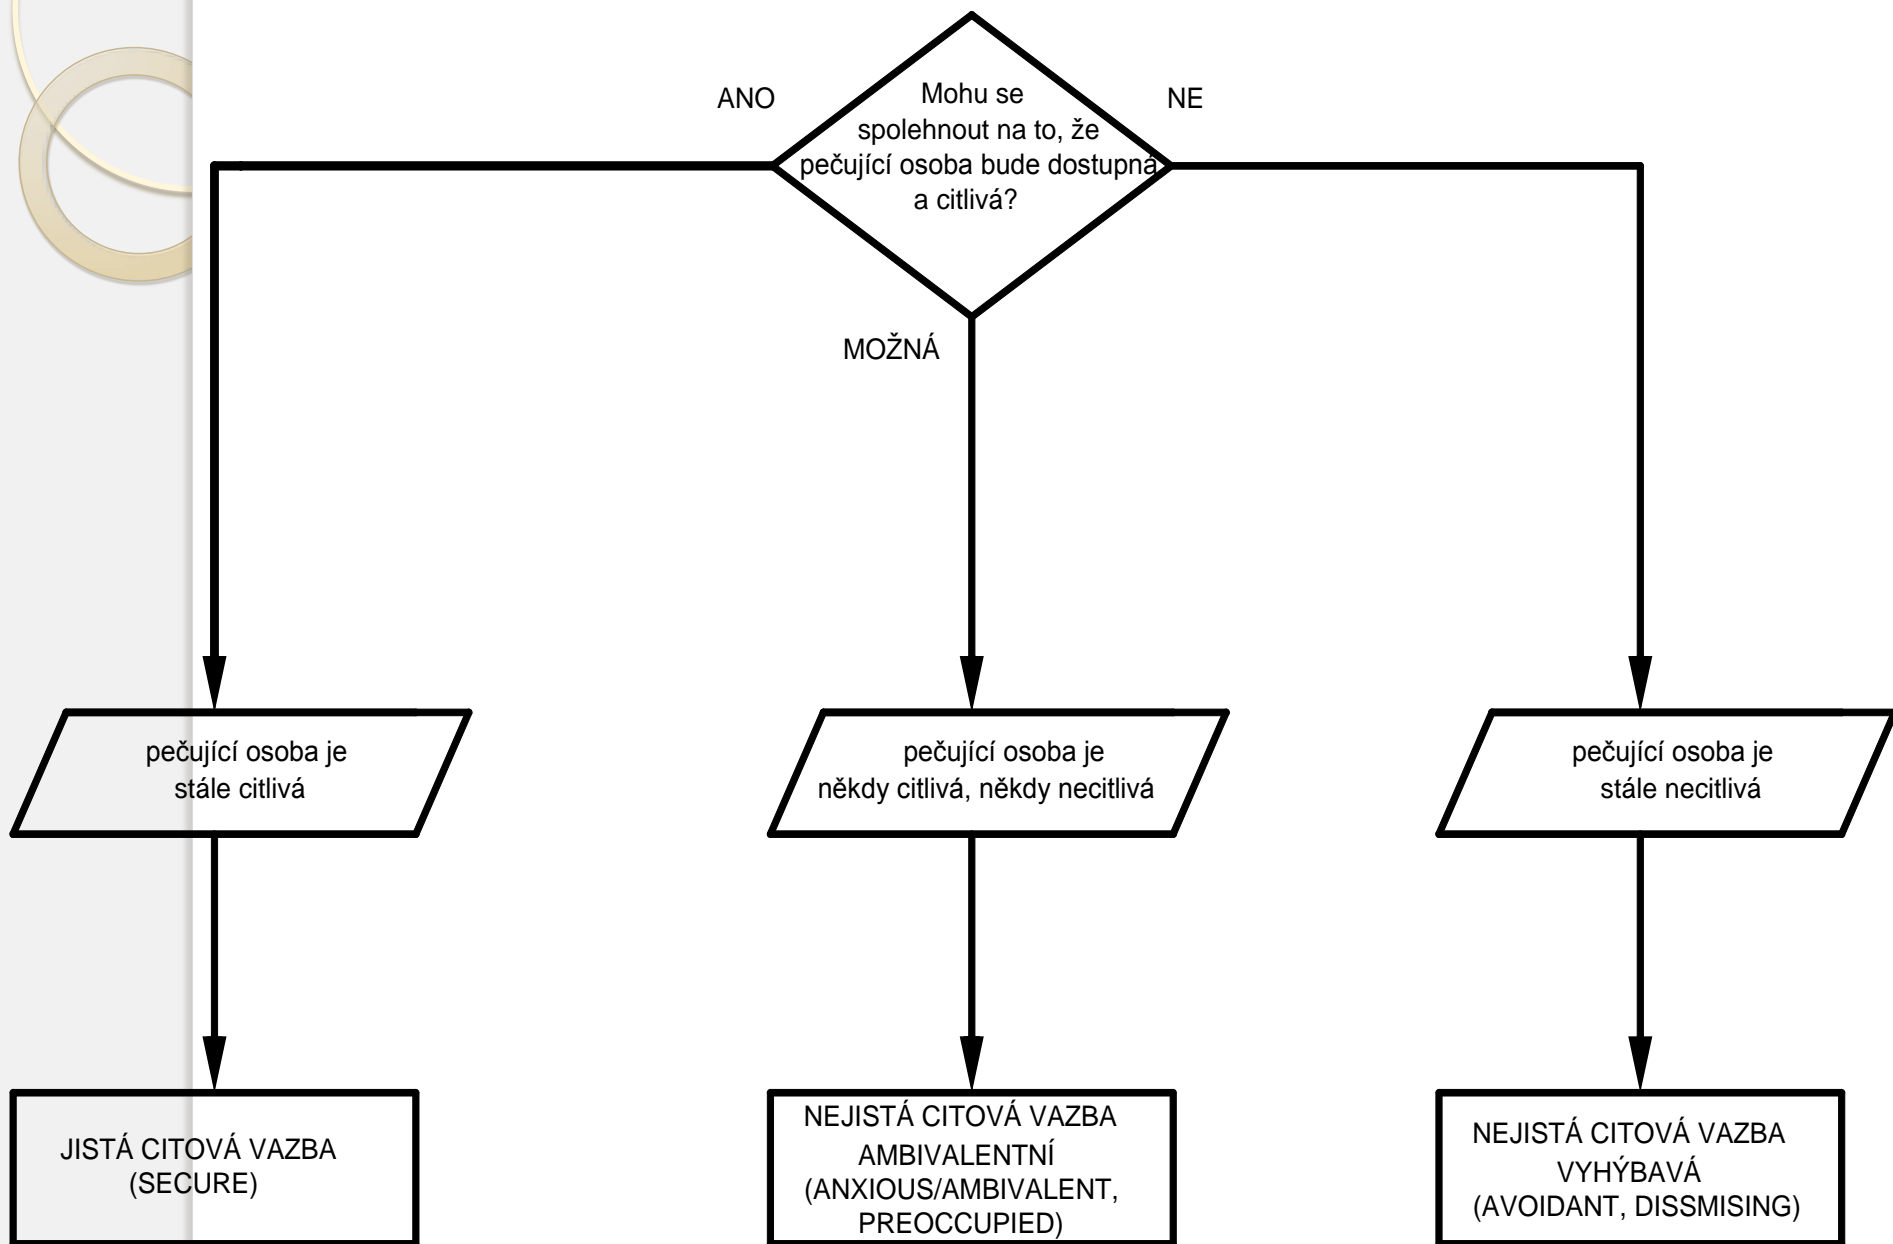 ANO
Mohu se
spolehnout na to, že
pečující osoba bude dostupná
a citlivá?
NE
MOŽNÁ
pečující osoba je
stále citlivá
pečující osoba je
někdy citlivá, někdy necitlivá
pečující osoba je
stále necitlivá
JISTÁ CITOVÁ VAZBA
(SECURE)
NEJISTÁ CITOVÁ VAZBA
AMBIVALENTNÍ
(ANXIOUS/AMBIVALENT,
PREOCCUPIED)
NEJISTÁ CITOVÁ VAZBA
VYHÝBAVÁ
(AVOIDANT, DISSMISING)